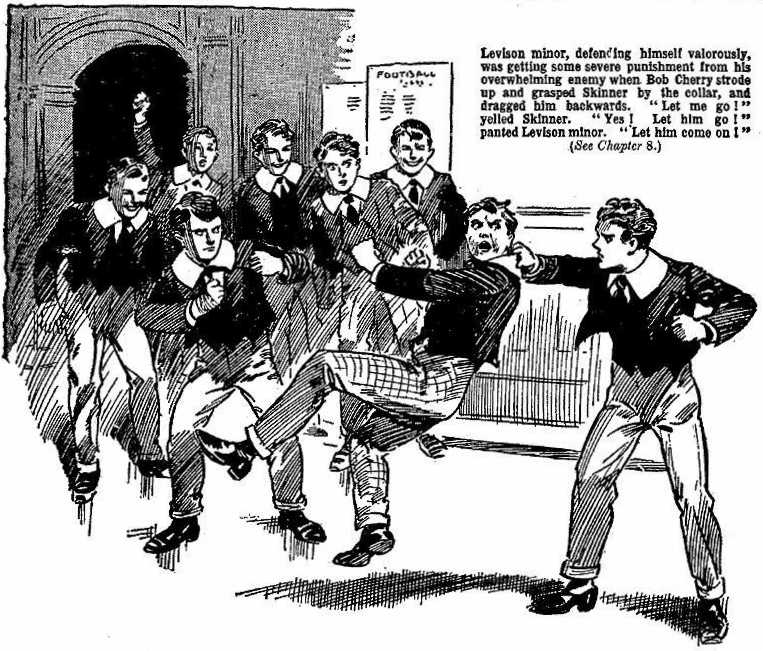 FOOTBALL
Levison minor, defending himself valorously,
was getting some severe punishment from his
overwhelming enemy when Bob Cherry strode
up and grasped Skinner by the collar, and
dragged him backwards. "Let me go!"
yelled Skinner. "Yes! Let him go!"
panted Levison minor. "Let him come on!"
(See Chapter 8.)